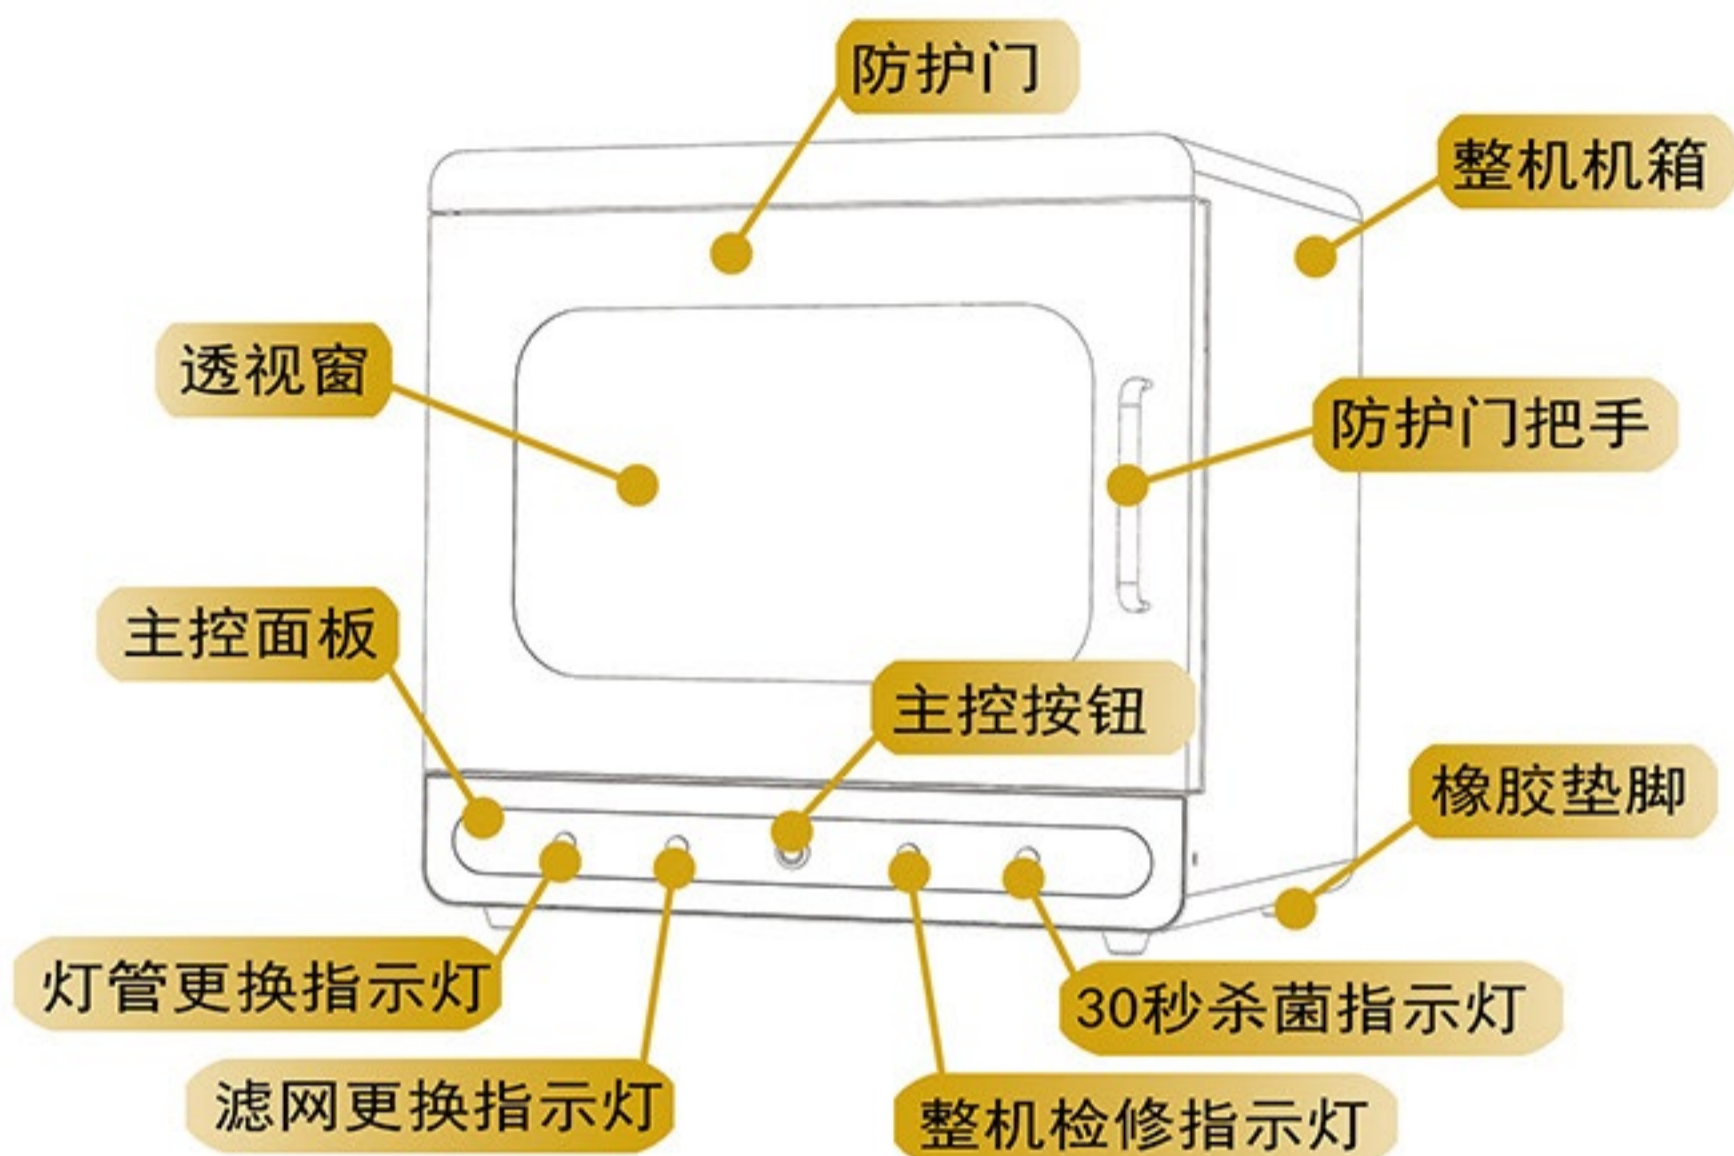 防护门
整机机箱
透视窗
防护门把手
主控面板
主控按钮
橡胶垫脚
灯管更换指示灯
30秒杀菌指示灯
滤网更换指示灯
整机检修指示灯